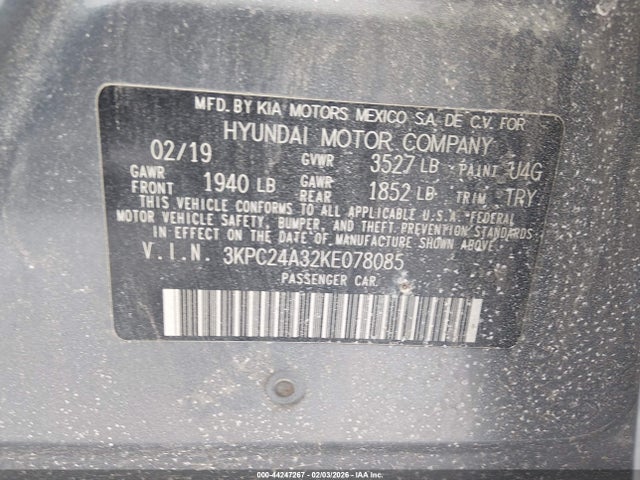 MFD. BY KIA MOTORS MEXICO S.A. DE C.V. FOR
HYUNDAI MOTOR COMPANY
02/19 GVWR 3527 LB PAINT U4G
GAWR FRONT 1940 LB GAWR REAR 1852 LB TRIM TRY
THIS VEHICLE CONFORMS TO ALL APPLICABLE U.S.A. FEDERAL
MOTOR VEHICLE SAFETY, BUMPER, AND THEFT PREVENTION STANDARDS
IN EFFECT ON THE DATE OF MANUFACTURE SHOWN ABOVE.
V.I.N. 3KPC24A32KE078085
PASSENGER CAR
000-44247267 - 02/03/2026 - IAA Inc.